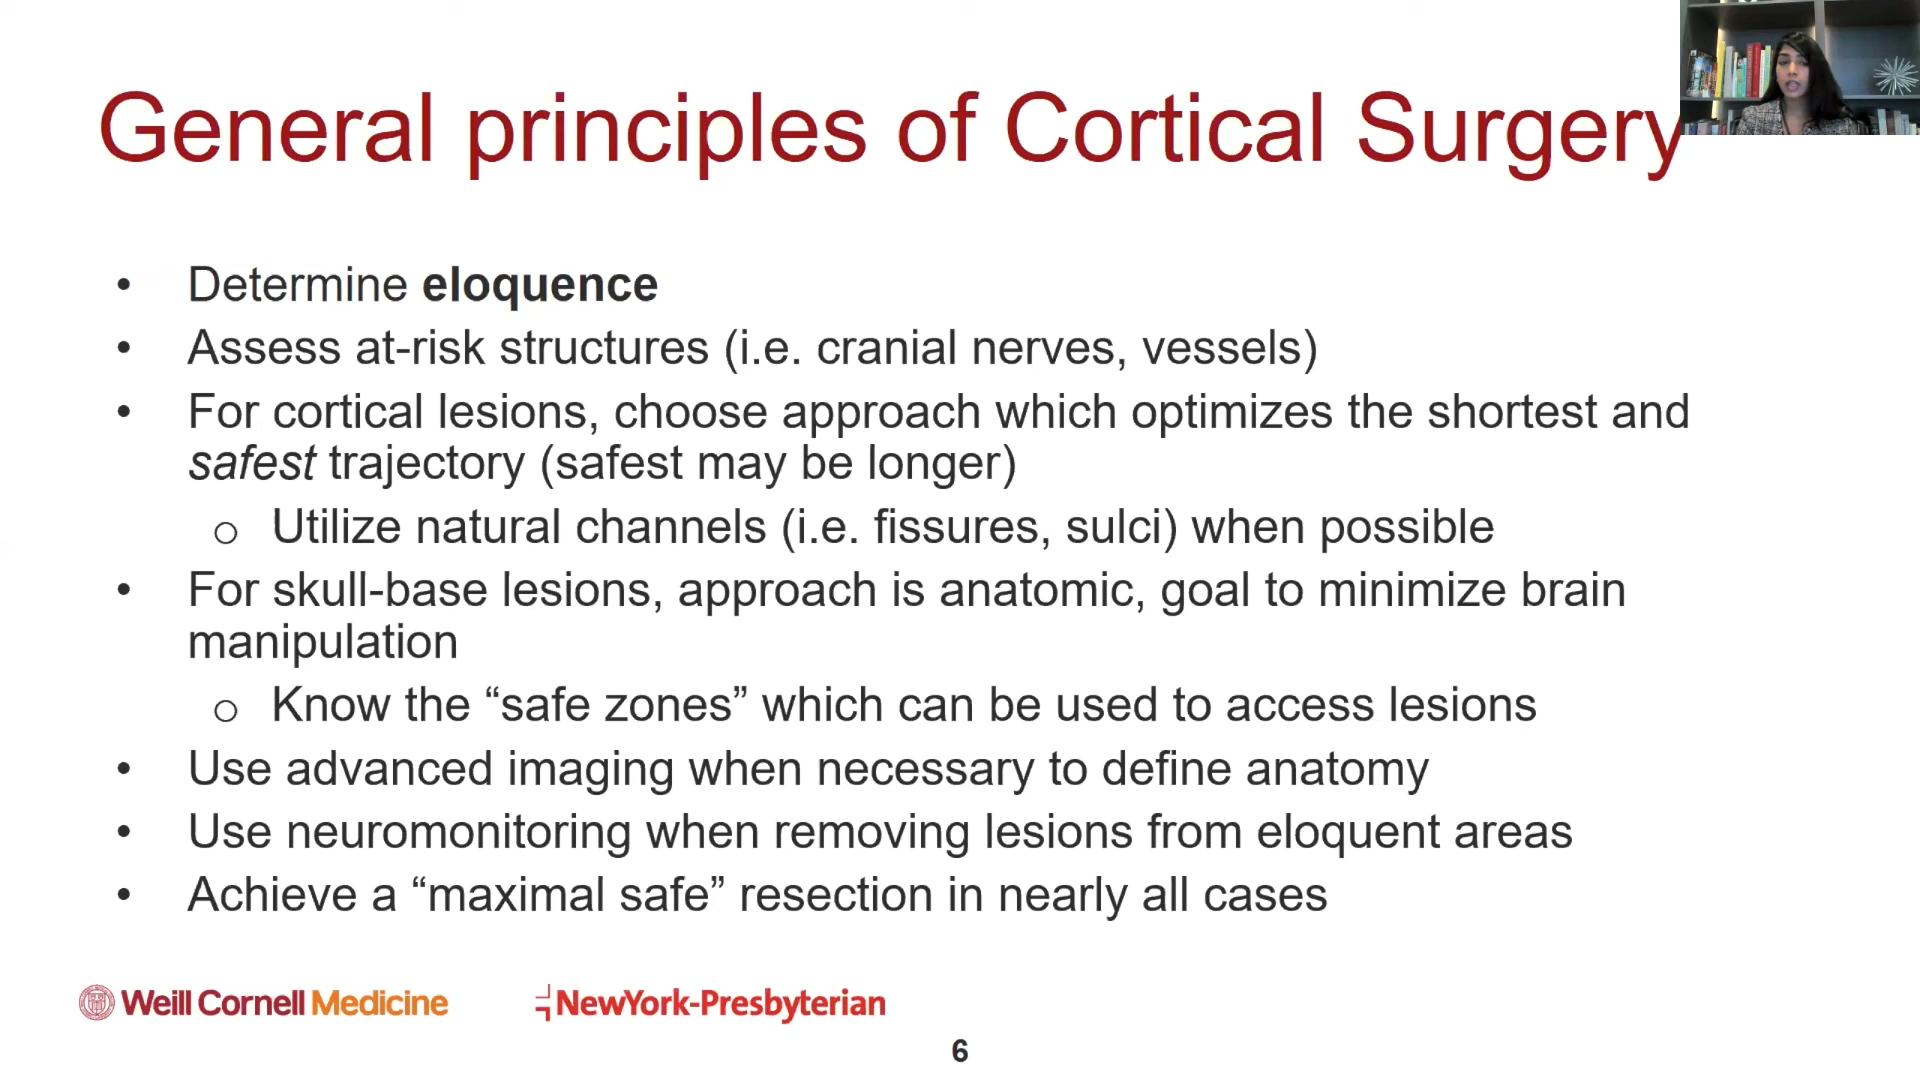 General principles of Cortical Surgery
• Determine eloquence
• Assess at-risk structures (i.e. cranial nerves, vessels)
• For cortical lesions, choose approach which optimizes the shortest and
safest trajectory (safest may be longer)
o Utilize natural channels (i.e. fissures, sulci) when possible
• For skull-base lesions, approach is anatomic, goal to minimize brain
manipulation
o Know the “safe zones” which can be used to access lesions
• Use advanced imaging when necessary to define anatomy
• Use neuromonitoring when removing lesions from eloquent areas
• Achieve a “maximal safe” resection in nearly all cases
Weill Cornell Medicine
NewYork-Presbyterian
6